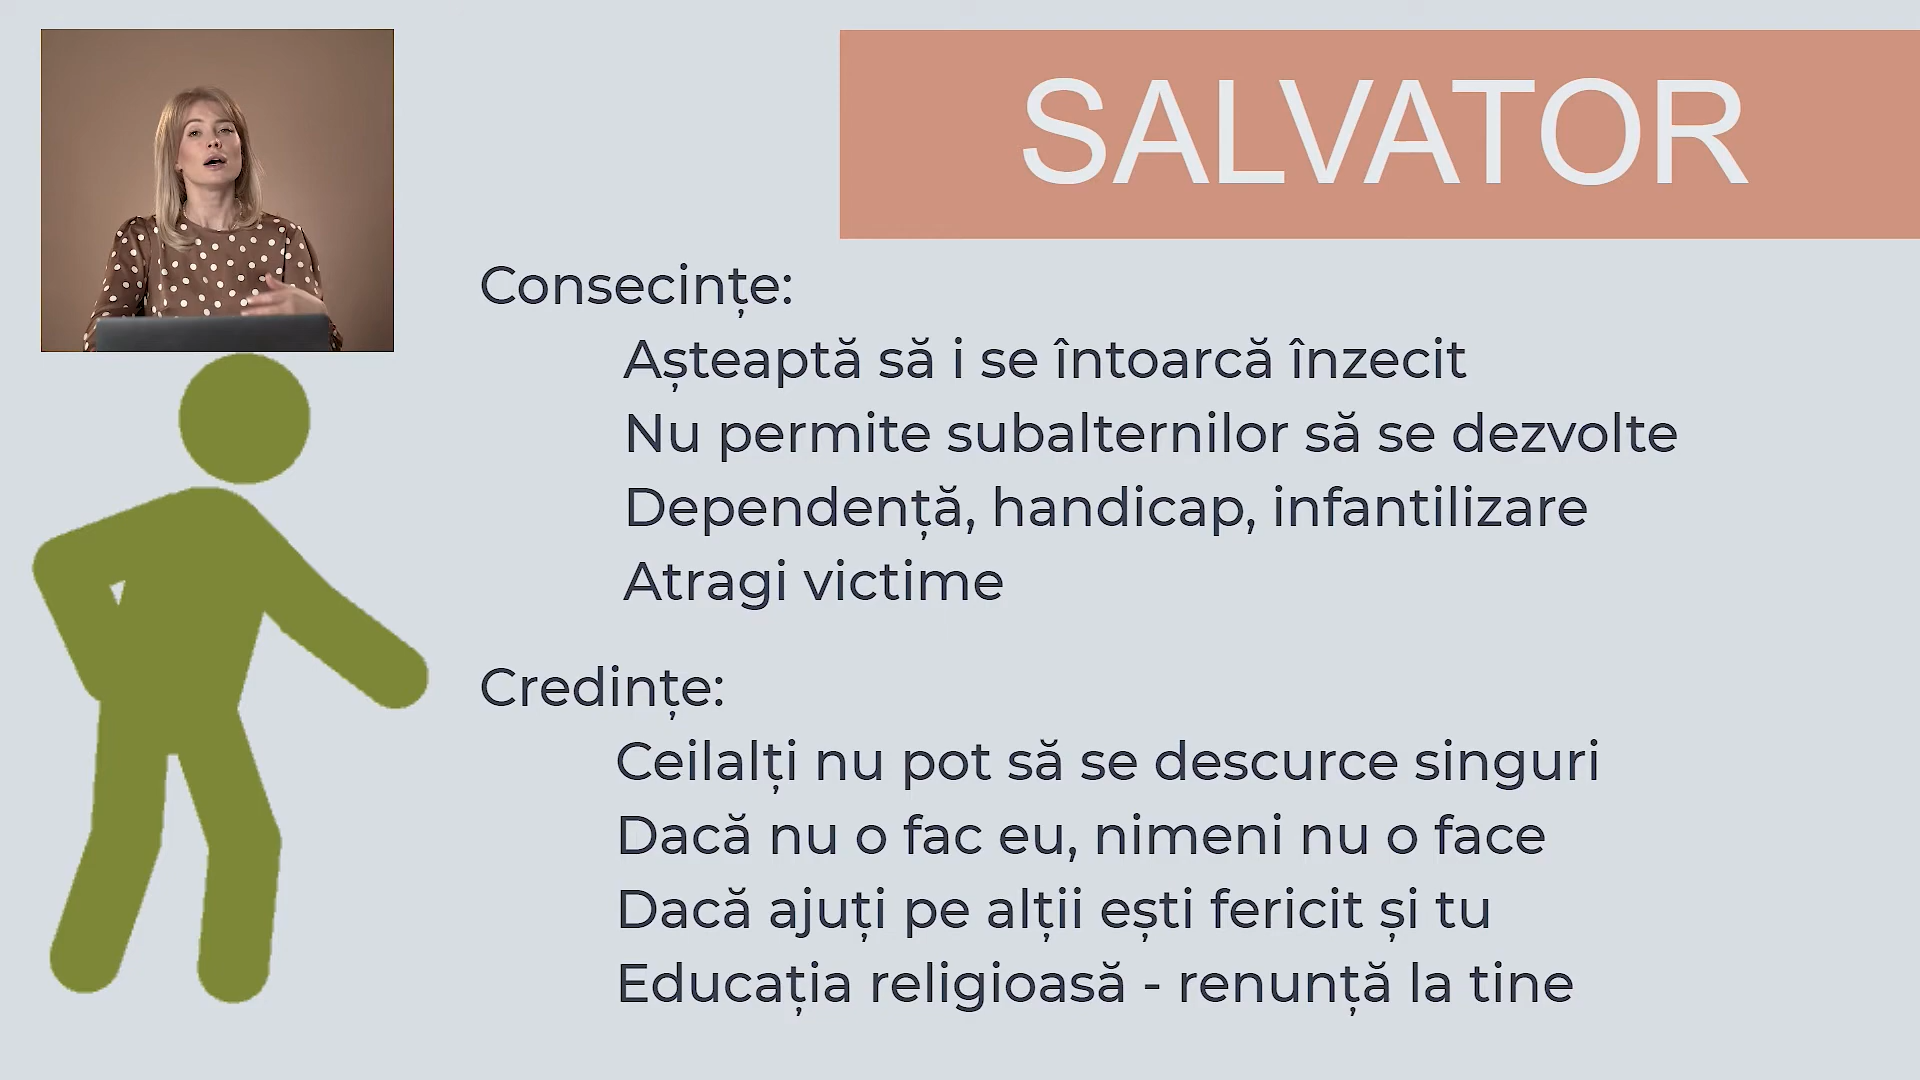 SALVATOR
Consecințe:
Așteaptă să i se întoarcă înzecit
Nu permite subalternilor să se dezvolte
Dependență, handicap, infantilizare
Atragi victime
Credințe:
Ceilalți nu pot să se descurce singuri
Dacă nu o fac eu, nimeni nu o face
Dacă ajuți pe alții ești fericit și tu
Educația religioasă - renunță la tine